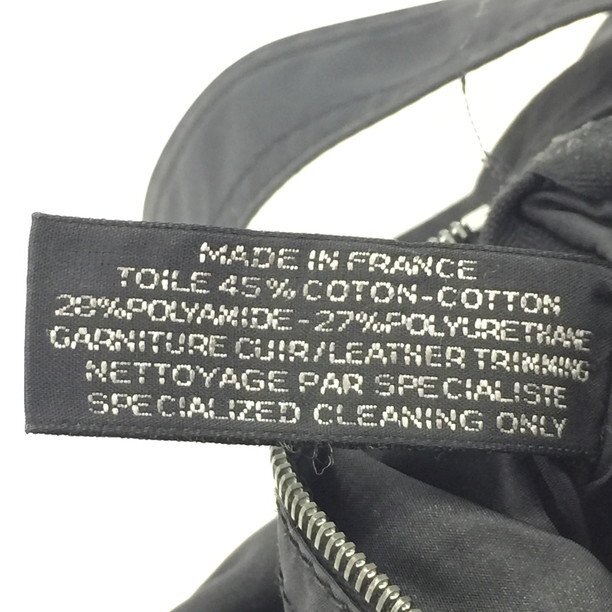 MADE IN FRANCE
TOILE 45% COTON-COTTON
28%POLYAMIDE-27%POLYURETHANE
GARNITURE CUIR/LEATHER TRIMMING
NETTOYAGE PAR SPECIALISTE
SPECIALIZED CLEANING ONLY